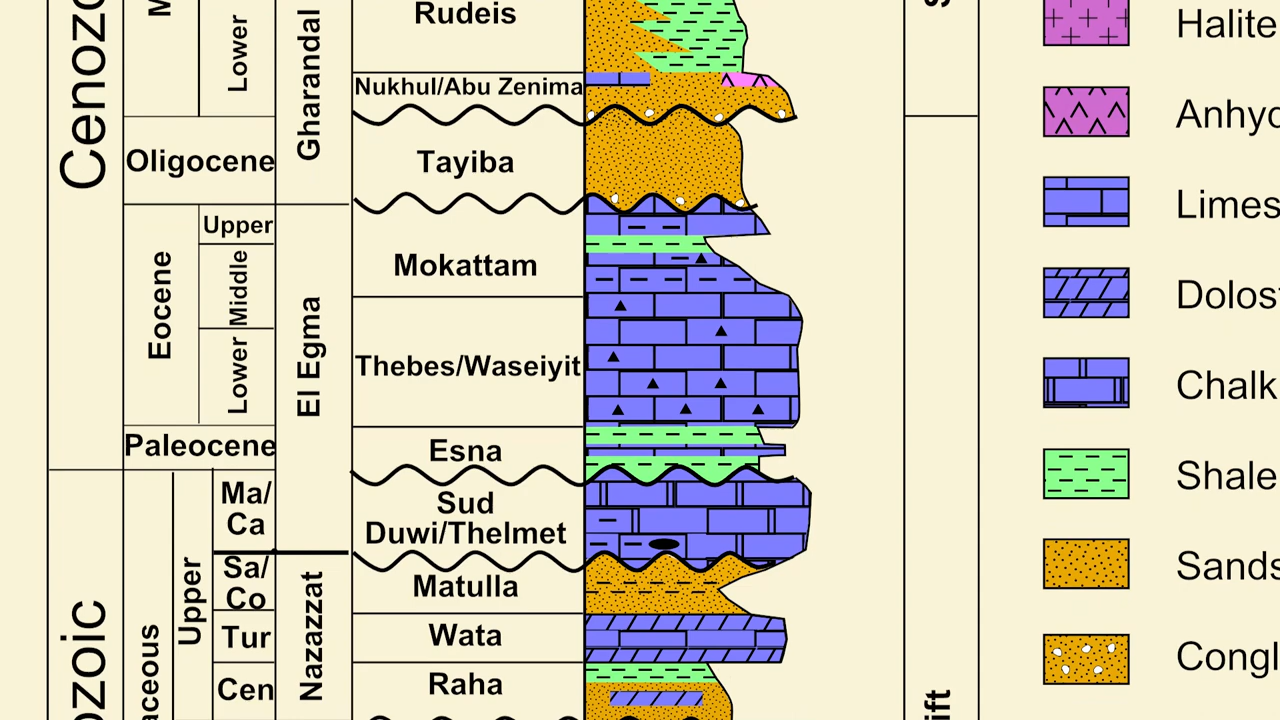 Cenozo
Lower
Gharandal
Rudeis
Nukhul/Abu Zenima
Oligocene
Tayiba
Eocene
Upper
Middle
Lower
El Egma
Mokattam
Thebes/Waseiyit
Paleocene
Esna
ozoic
aceous
Upper
Ma/
Ca
Sud
Duwi/Thelmet
Sa/
Co
Nazazzat
Matulla
Tur
Wata
Cen
Raha
ift
Halite
Anhyd
Limes
Dolost
Chalk
Shale
Sands
Congl